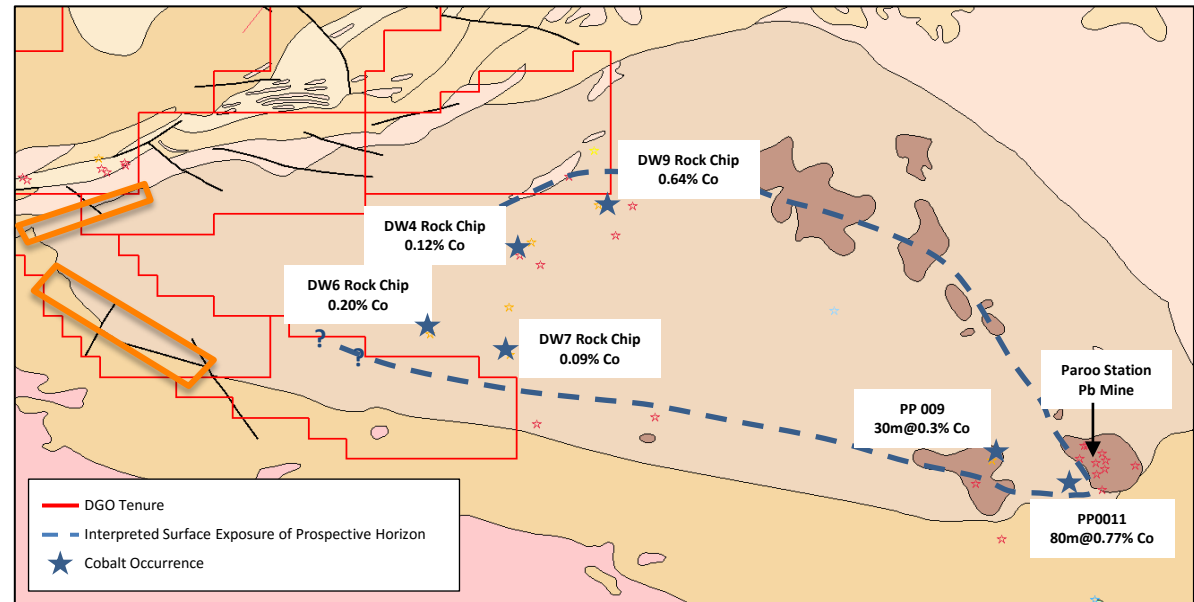 DW9 Rock Chip
0.64% Co
DW4 Rock Chip
0.12% Co
DW6 Rock Chip
0.20% Co
?
?
DW7 Rock Chip
0.09% Co
Paroo Station
Pb Mine
PP 009
30m@0.3% Co
PP0011
80m@0.77% Co
DGO Tenure
Interpreted Surface Exposure of Prospective Horizon
Cobalt Occurrence